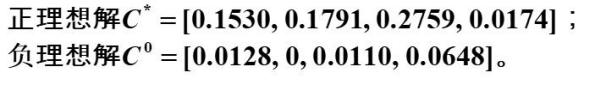 正理想解C* = [0.1530, 0.1791, 0.2759, 0.0174]；
负理想解C⁰ = [0.0128, 0, 0.0110, 0.0648]。